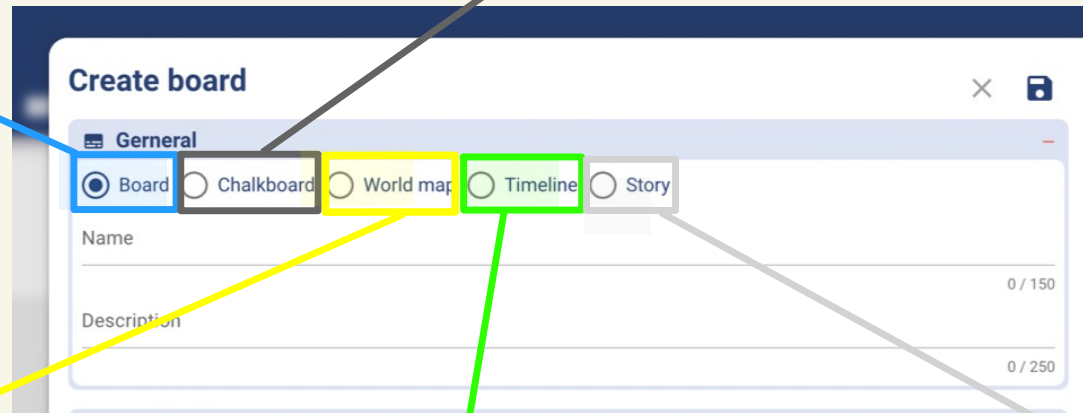 Create board
Gerneral
Board Chalkboard World map Timeline Story
Name
0 / 150
Description
0 / 250